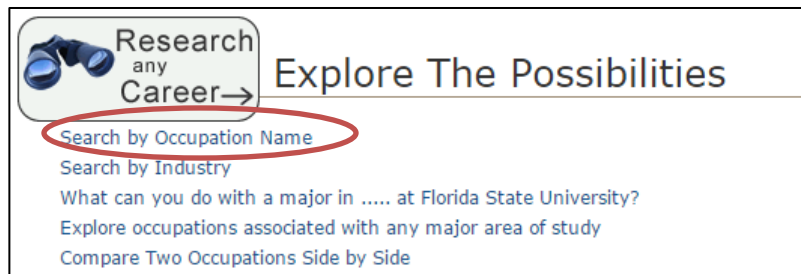 Research
any
Career→
Explore The Possibilities
Search by Occupation Name
Search by Industry
What can you do with a major in ..... at Florida State University?
Explore occupations associated with any major area of study
Compare Two Occupations Side by Side